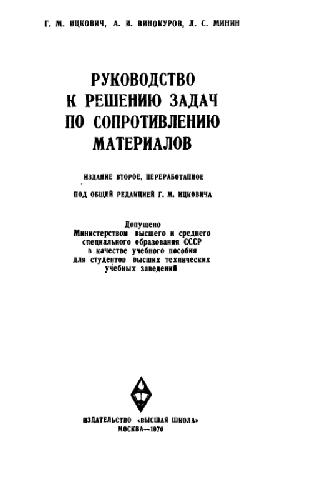 Г. М. ИЦКОВИЧ, А. И. ВИНОКУРОВ, Л. С. МИНИН
РУКОВОДСТВО
К РЕШЕНИЮ ЗАДАЧ
ПО СОПРОТИВЛЕНИЮ
МАТЕРИАЛОВ
ИЗДАНИЕ ВТОРОЕ, ПЕРЕРАБОТАННОЕ
ПОД ОБЩЕЙ РЕДАКЦИЕЙ Г. М. ИЦКОВИЧА
Допущено
Министерством высшего и среднего
специального образования СССР
в качестве учебного пособия
для студентов высших технических
учебных заведений
ИЗДАТЕЛЬСТВО «ВЫСШАЯ ШКОЛА»
МОСКВА—1970